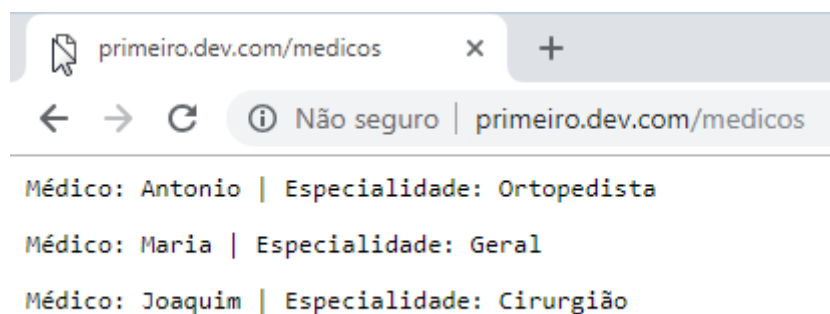 primeiro.dev.com/medicos
Não seguro | primeiro.dev.com/medicos
Médico: Antonio | Especialidade: Ortopedista
Médico: Maria | Especialidade: Geral
Médico: Joaquim | Especialidade: Cirurgião